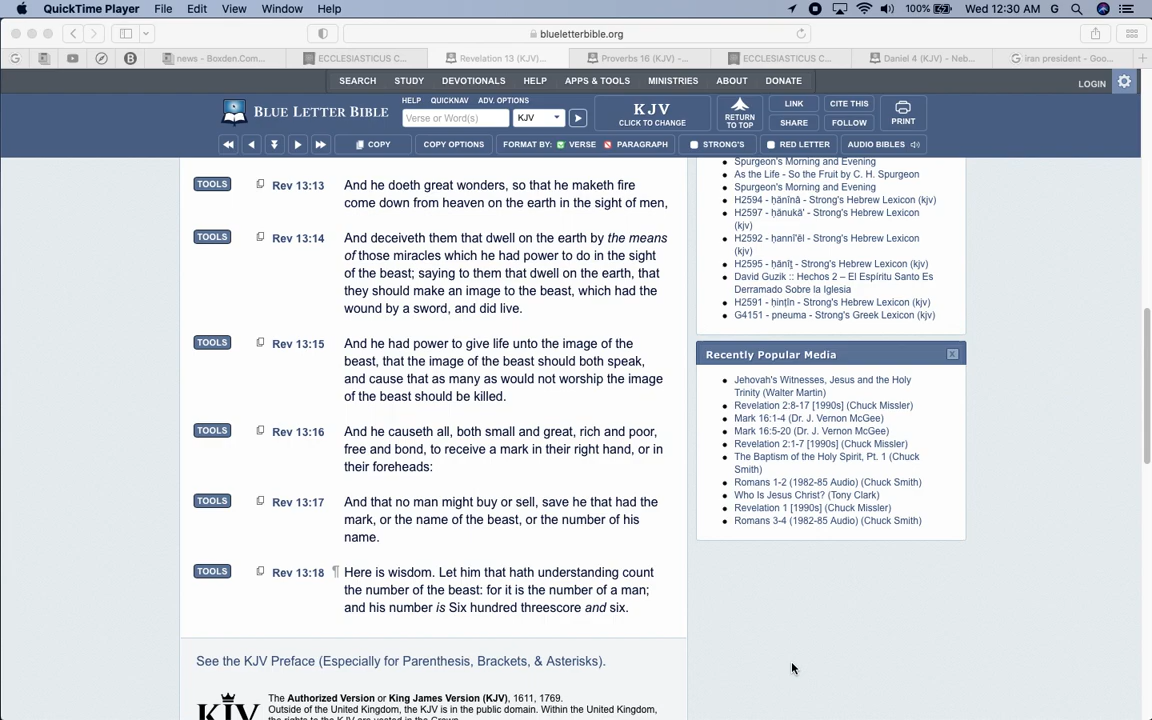 QuickTime Player File Edit View Window Help 100% Wed 12:30 AM G
blueletterbible.org
news - Boxden.Com... ECCLESIASTICUS C... Revelation 13 (KJV)... Proverbs 16 (KJV) -... ECCLESIASTICUS C... Daniel 4 (KJV) - Neb... iran president - Goo...
SEARCH STUDY DEVOTIONALS HELP APPS & TOOLS MINISTRIES ABOUT DONATE LOGIN
HELP QUICKNAV ADV. OPTIONS
BLUE LETTER BIBLE
Verse or Word(s) KJV
KJV
CLICK TO CHANGE
RETURN
TO TOP
LINK CITE THIS
SHARE FOLLOW
PRINT
COPY COPY OPTIONS FORMAT BY: VERSE PARAGRAPH STRONG'S RED LETTER AUDIO BIBLES
TOOLS Rev 13:13 And he doeth great wonders, so that he maketh fire
come down from heaven on the earth in the sight of men,
TOOLS Rev 13:14 And deceiveth them that dwell on the earth by the means
of those miracles which he had power to do in the sight
of the beast; saying to them that dwell on the earth, that
they should make an image to the beast, which had the
wound by a sword, and did live.
TOOLS Rev 13:15 And he had power to give life unto the image of the
beast, that the image of the beast should both speak,
and cause that as many as would not worship the image
of the beast should be killed.
TOOLS Rev 13:16 And he causeth all, both small and great, rich and poor,
free and bond, to receive a mark in their right hand, or in
their foreheads:
TOOLS Rev 13:17 And that no man might buy or sell, save he that had the
mark, or the name of the beast, or the number of his
name.
TOOLS Rev 13:18 ¶ Here is wisdom. Let him that hath understanding count
the number of the beast: for it is the number of a man;
and his number is Six hundred threescore and six.
See the KJV Preface (Especially for Parenthesis, Brackets, & Asterisks).
KJV
The Authorized Version or King James Version (KJV), 1611, 1769.
Outside of the United Kingdom, the KJV is in the public domain. Within the United Kingdom,
the rights to the KJV are vested in the Crown.
Spurgeon's Morning and Evening
As the Life - So the Fruit by C. H. Spurgeon
Spurgeon's Morning and Evening
H2594 - ḥănînâ - Strong's Hebrew Lexicon (kjv)
H2597 - ḥănukâ' - Strong's Hebrew Lexicon
(kjv)
H2592 - ḥannî'ēl - Strong's Hebrew Lexicon
(kjv)
H2595 - ḥănîṯ - Strong's Hebrew Lexicon (kjv)
David Guzik :: Hechos 2 – El Espíritu Santo Es
Derramado Sobre la Iglesia
H2591 - ḥinṭîn - Strong's Hebrew Lexicon (kjv)
G4151 - pneuma - Strong's Greek Lexicon (kjv)
Recently Popular Media
Jehovah's Witnesses, Jesus and the Holy
Trinity (Walter Martin)
Revelation 2:8-17 [1990s] (Chuck Missler)
Mark 16:1-4 (Dr. J. Vernon McGee)
Mark 16:5-20 (Dr. J. Vernon McGee)
Revelation 2:1-7 [1990s] (Chuck Missler)
The Baptism of the Holy Spirit, Pt. 1 (Chuck
Smith)
Romans 1-2 (1982-85 Audio) (Chuck Smith)
Who Is Jesus Christ? (Tony Clark)
Revelation 1 [1990s] (Chuck Missler)
Romans 3-4 (1982-85 Audio) (Chuck Smith)